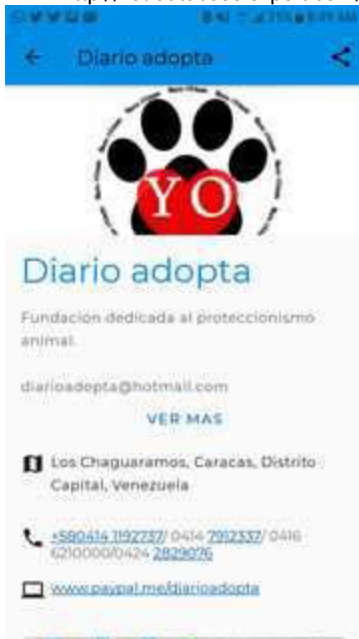 Diario adopta
YO
Diario adopta
Fundación dedicada al proteccionismo
animal.
diarioadopta@hotmail.com
VER MAS
Los Chaguaramos, Caracas, Distrito
Capital, Venezuela
+580414 1192737/ 0414 7912337/ 0416
6210000/0424 2829076
www.paypal.me/diarioadopta